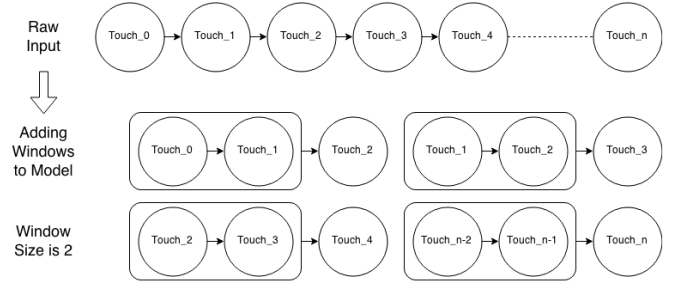 Raw
Input
Touch_0 Touch_1 Touch_2 Touch_3 Touch_4 Touch_n
Adding
Windows
to Model
Touch_0 Touch_1 Touch_2 Touch_1 Touch_2 Touch_3
Window
Size is 2
Touch_2 Touch_3 Touch_4 Touch_n-2 Touch_n-1 Touch_n